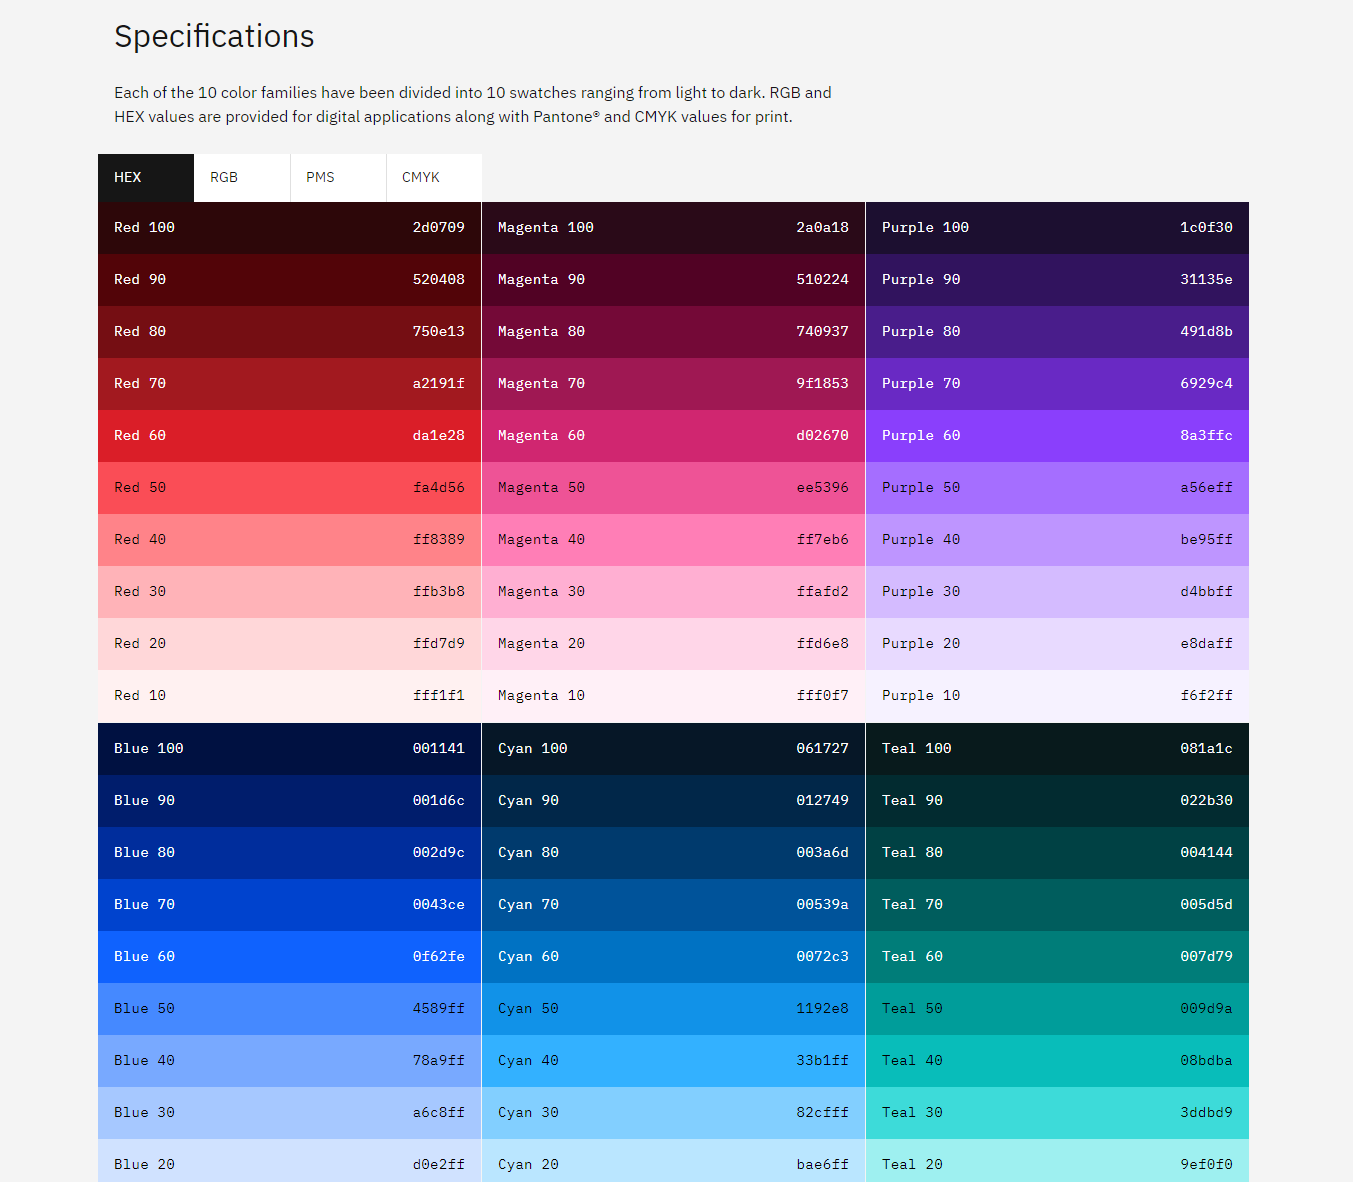 Specifications
Each of the 10 color families have been divided into 10 swatches ranging from light to dark. RGB and
HEX values are provided for digital applications along with Pantone® and CMYK values for print.
HEX RGB PMS CMYK
Red 100 2d0709 Magenta 100 2a0a18 Purple 100 1c0f30
Red 90 520408 Magenta 90 510224 Purple 90 31135e
Red 80 750e13 Magenta 80 740937 Purple 80 491d8b
Red 70 a2191f Magenta 70 9f1853 Purple 70 6929c4
Red 60 da1e28 Magenta 60 d02670 Purple 60 8a3ffc
Red 50 fa4d56 Magenta 50 ee5396 Purple 50 a56eff
Red 40 ff8389 Magenta 40 ff7eb6 Purple 40 be95ff
Red 30 ffb3b8 Magenta 30 ffafd2 Purple 30 d4bbff
Red 20 ffd7d9 Magenta 20 ffd6e8 Purple 20 e8daff
Red 10 fff1f1 Magenta 10 fff0f7 Purple 10 f6f2ff
Blue 100 001141 Cyan 100 061727 Teal 100 081a1c
Blue 90 001d6c Cyan 90 012749 Teal 90 022b30
Blue 80 002d9c Cyan 80 003a6d Teal 80 004144
Blue 70 0043ce Cyan 70 00539a Teal 70 005d5d
Blue 60 0f62fe Cyan 60 0072c3 Teal 60 007d79
Blue 50 4589ff Cyan 50 1192e8 Teal 50 009d9a
Blue 40 78a9ff Cyan 40 33b1ff Teal 40 08bdba
Blue 30 a6c8ff Cyan 30 82cfff Teal 30 3ddbd9
Blue 20 d0e2ff Cyan 20 bae6ff Teal 20 9ef0f0